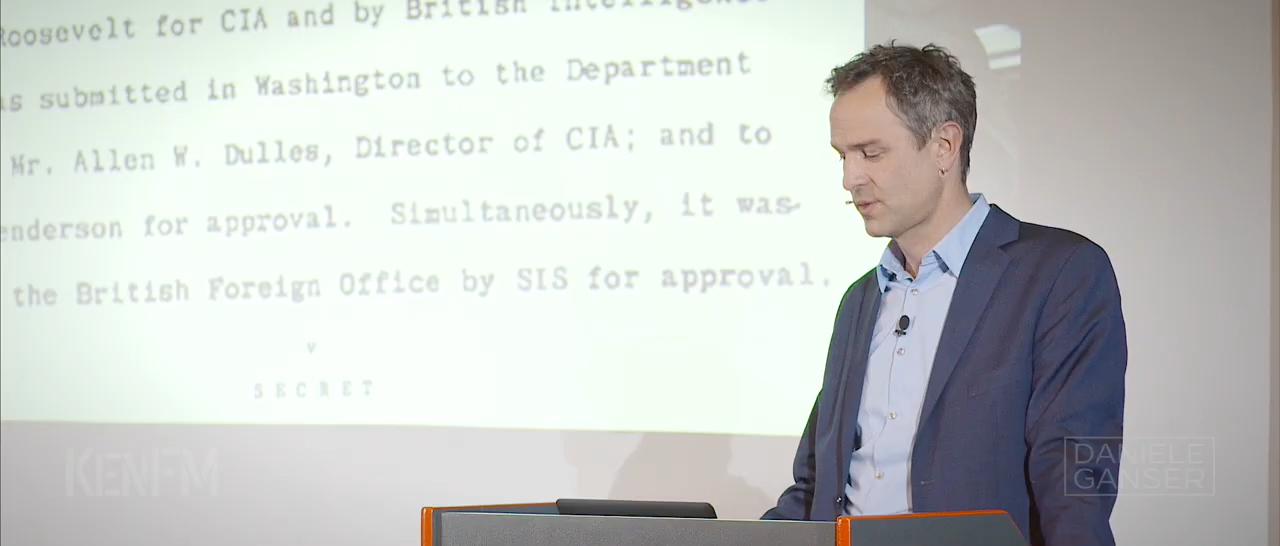 Roosevelt for CIA and by British Intelligence
as submitted in Washington to the Department
Mr. Allen W. Dulles, Director of CIA; and to
enderson for approval. Simultaneously, it was
the British Foreign Office by SIS for approval.
v
SECRET
KENFM
DANIELE
GANSER